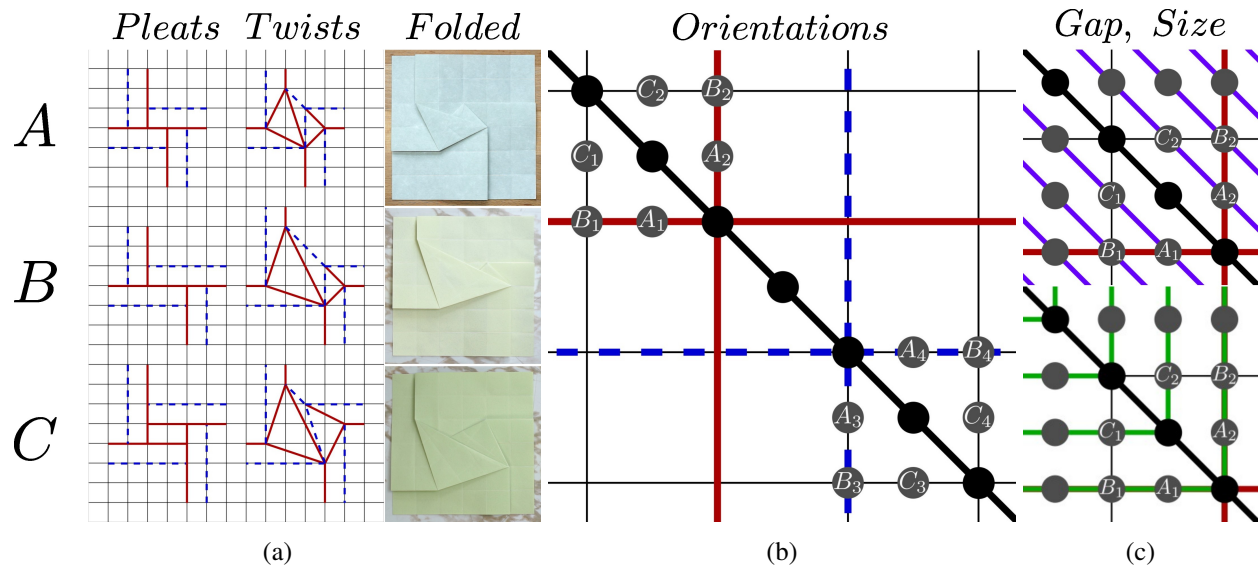 Pleats Twists Folded Orientations Gap, Size
A
B
C
C2 B2
C1 A2
B1 A1
A4 B4
A3 C4
B3 C3
C2 B2
C1 A2
B1 A1
C2 B2
C1 A2
B1 A1
(a) (b) (c)